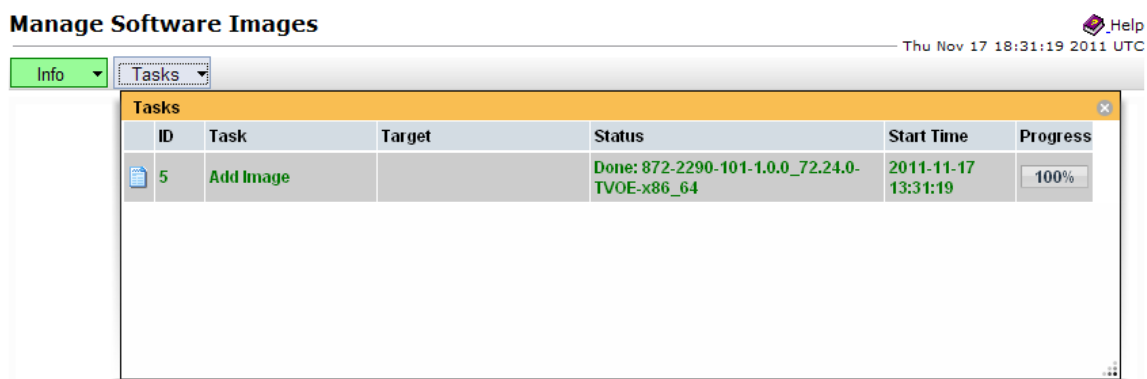 Manage Software Images
Help
Thu Nov 17 18:31:19 2011 UTC
Info Tasks
Tasks
ID Task Target Status Start Time Progress
5 Add Image Done: 872-2290-101-1.0.0_72.24.0- 2011-11-17 100%
TVOE-x86_64 13:31:19